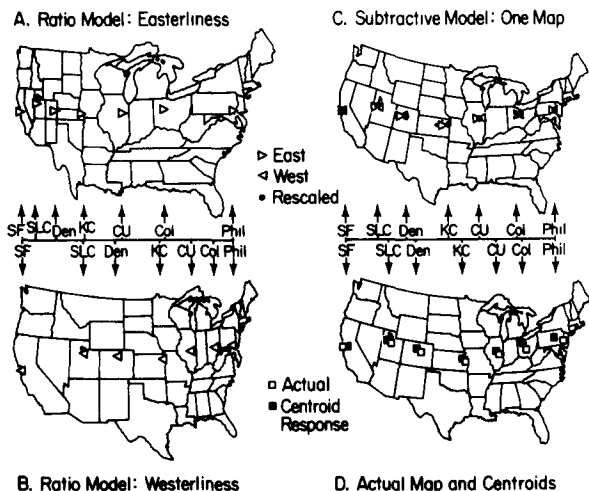 A. Ratio Model: Easterliness
C. Subtractive Model: One Map
▷ East
◁ West
• Rescaled
SF SLC Den KC CU Col Phil
SF SLC Den KC CU Col Phil
SF SLC Den KC CU Col Phil
SF SLC Den KC CU Col Phil
□ Actual
■ Centroid
Response
B. Ratio Model: Westerliness
D. Actual Map and Centroids